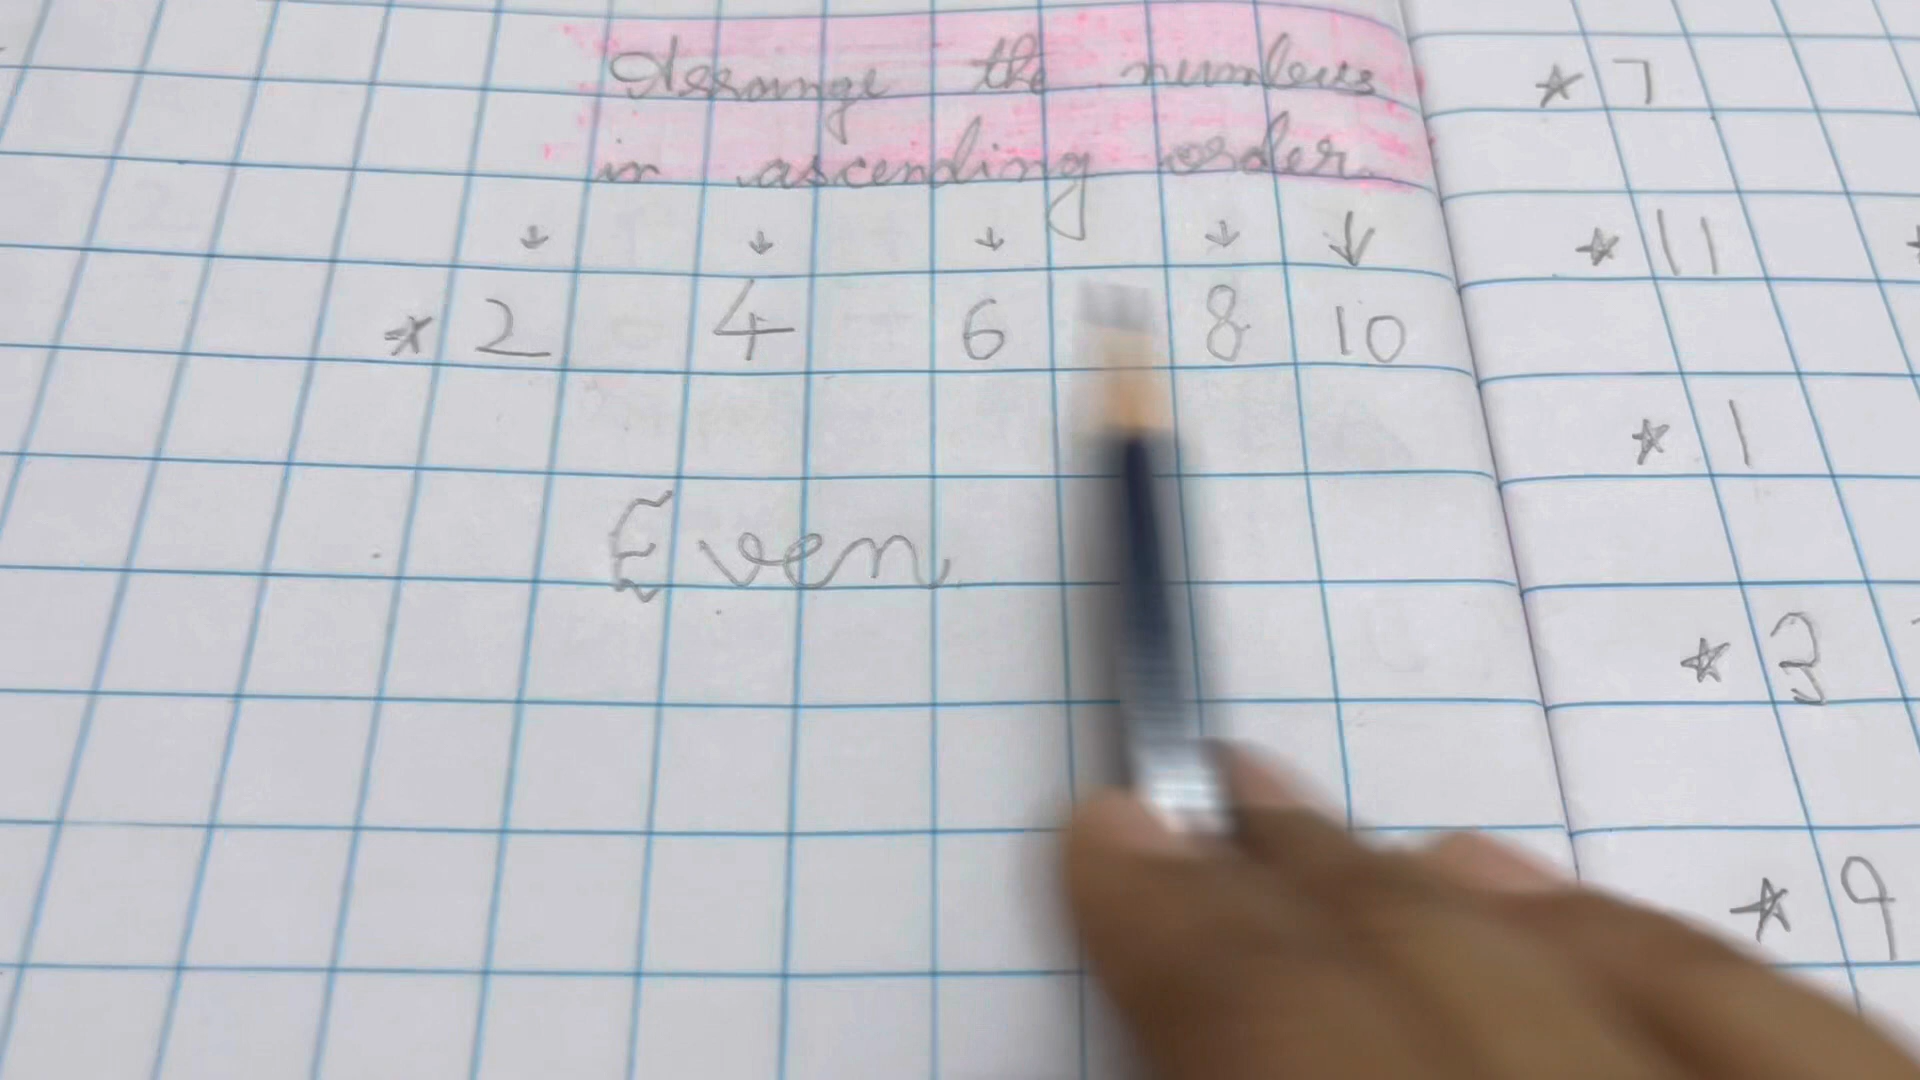 Arrange the numbers
in ascending order.
↓ ↓ ↓ ↓ ↓
* 2 4 6 8 10
Even
* 7
* 11
* 1
* 3
* 9